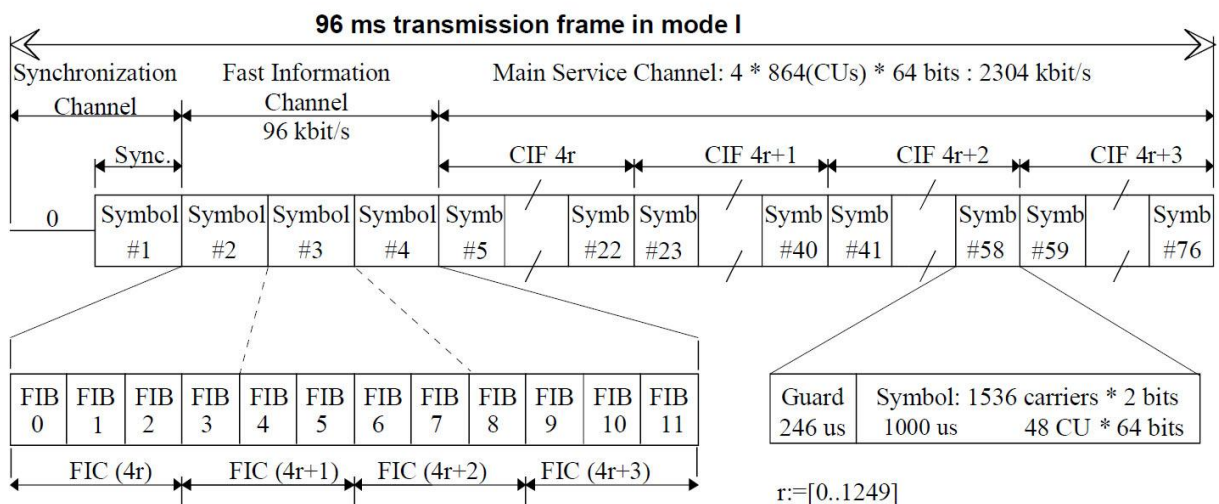 96 ms transmission frame in mode I
Synchronization Channel
Fast Information Channel
96 kbit/s
Main Service Channel: 4 * 864(CUs) * 64 bits : 2304 kbit/s
Sync.
CIF 4r
CIF 4r+1
CIF 4r+2
CIF 4r+3
0
Symbol #1
Symbol #2
Symbol #3
Symbol #4
Symb #5
Symb #22
Symb #23
Symb #40
Symb #41
Symb #58
Symb #59
Symb #76
FIB 0
FIB 1
FIB 2
FIB 3
FIB 4
FIB 5
FIB 6
FIB 7
FIB 8
FIB 9
FIB 10
FIB 11
FIC (4r)
FIC (4r+1)
FIC (4r+2)
FIC (4r+3)
Guard
246 us
Symbol: 1536 carriers * 2 bits
1000 us 48 CU * 64 bits
r:=[0..1249]